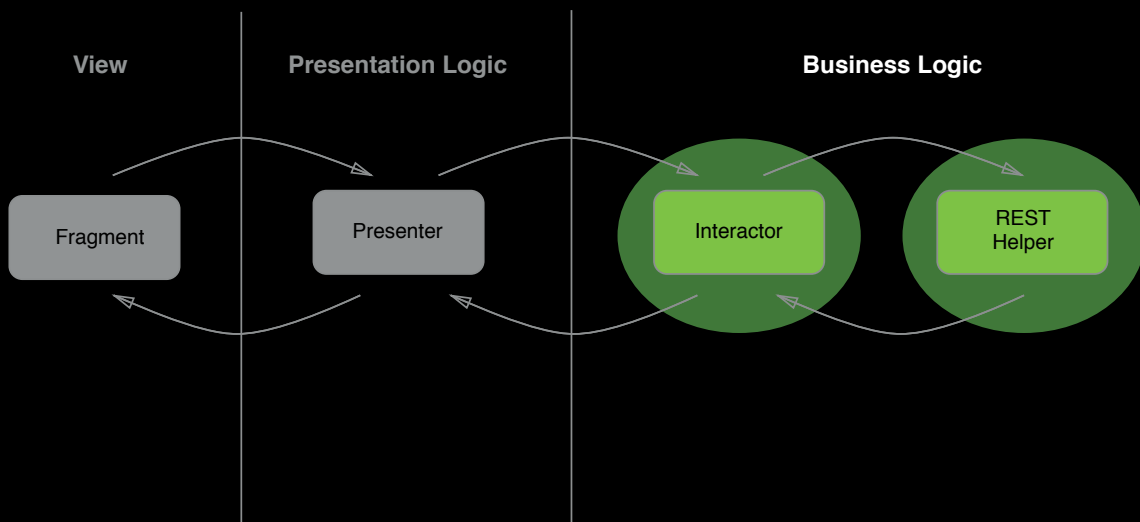 View
Presentation Logic
Business Logic
Fragment
Presenter
Interactor
REST
Helper